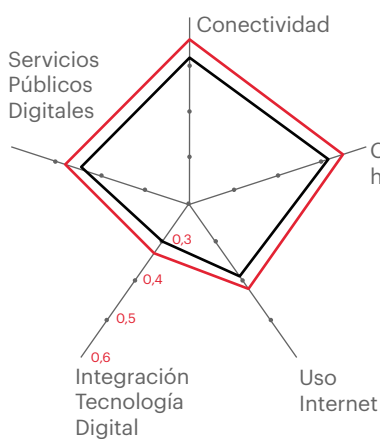 Conectividad
Servicios
Públicos
Digitales
0,3
0,4
0,5
0,6
Integración
Tecnología
Digital
Uso
Internet